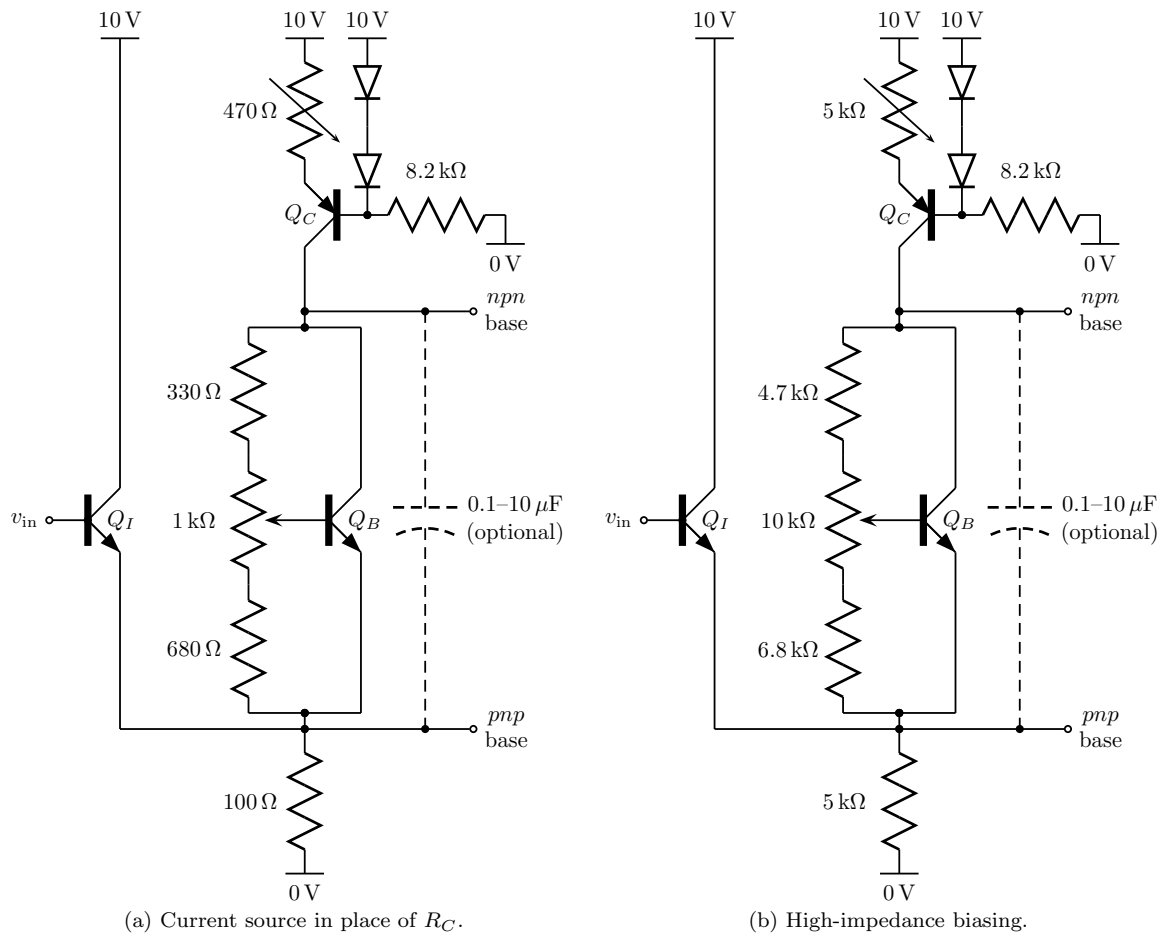 10 V
10 V
10 V
470 Ω
8.2 kΩ
Q_C
0 V
npn
base
330 Ω
v_in
Q_I
1 kΩ
Q_B
0.1–10 μF
(optional)
680 Ω
pnp
base
100 Ω
0 V
(a) Current source in place of R_C.
10 V
10 V
10 V
5 kΩ
8.2 kΩ
Q_C
0 V
npn
base
4.7 kΩ
v_in
Q_I
10 kΩ
Q_B
0.1–10 μF
(optional)
6.8 kΩ
pnp
base
5 kΩ
0 V
(b) High-impedance biasing.